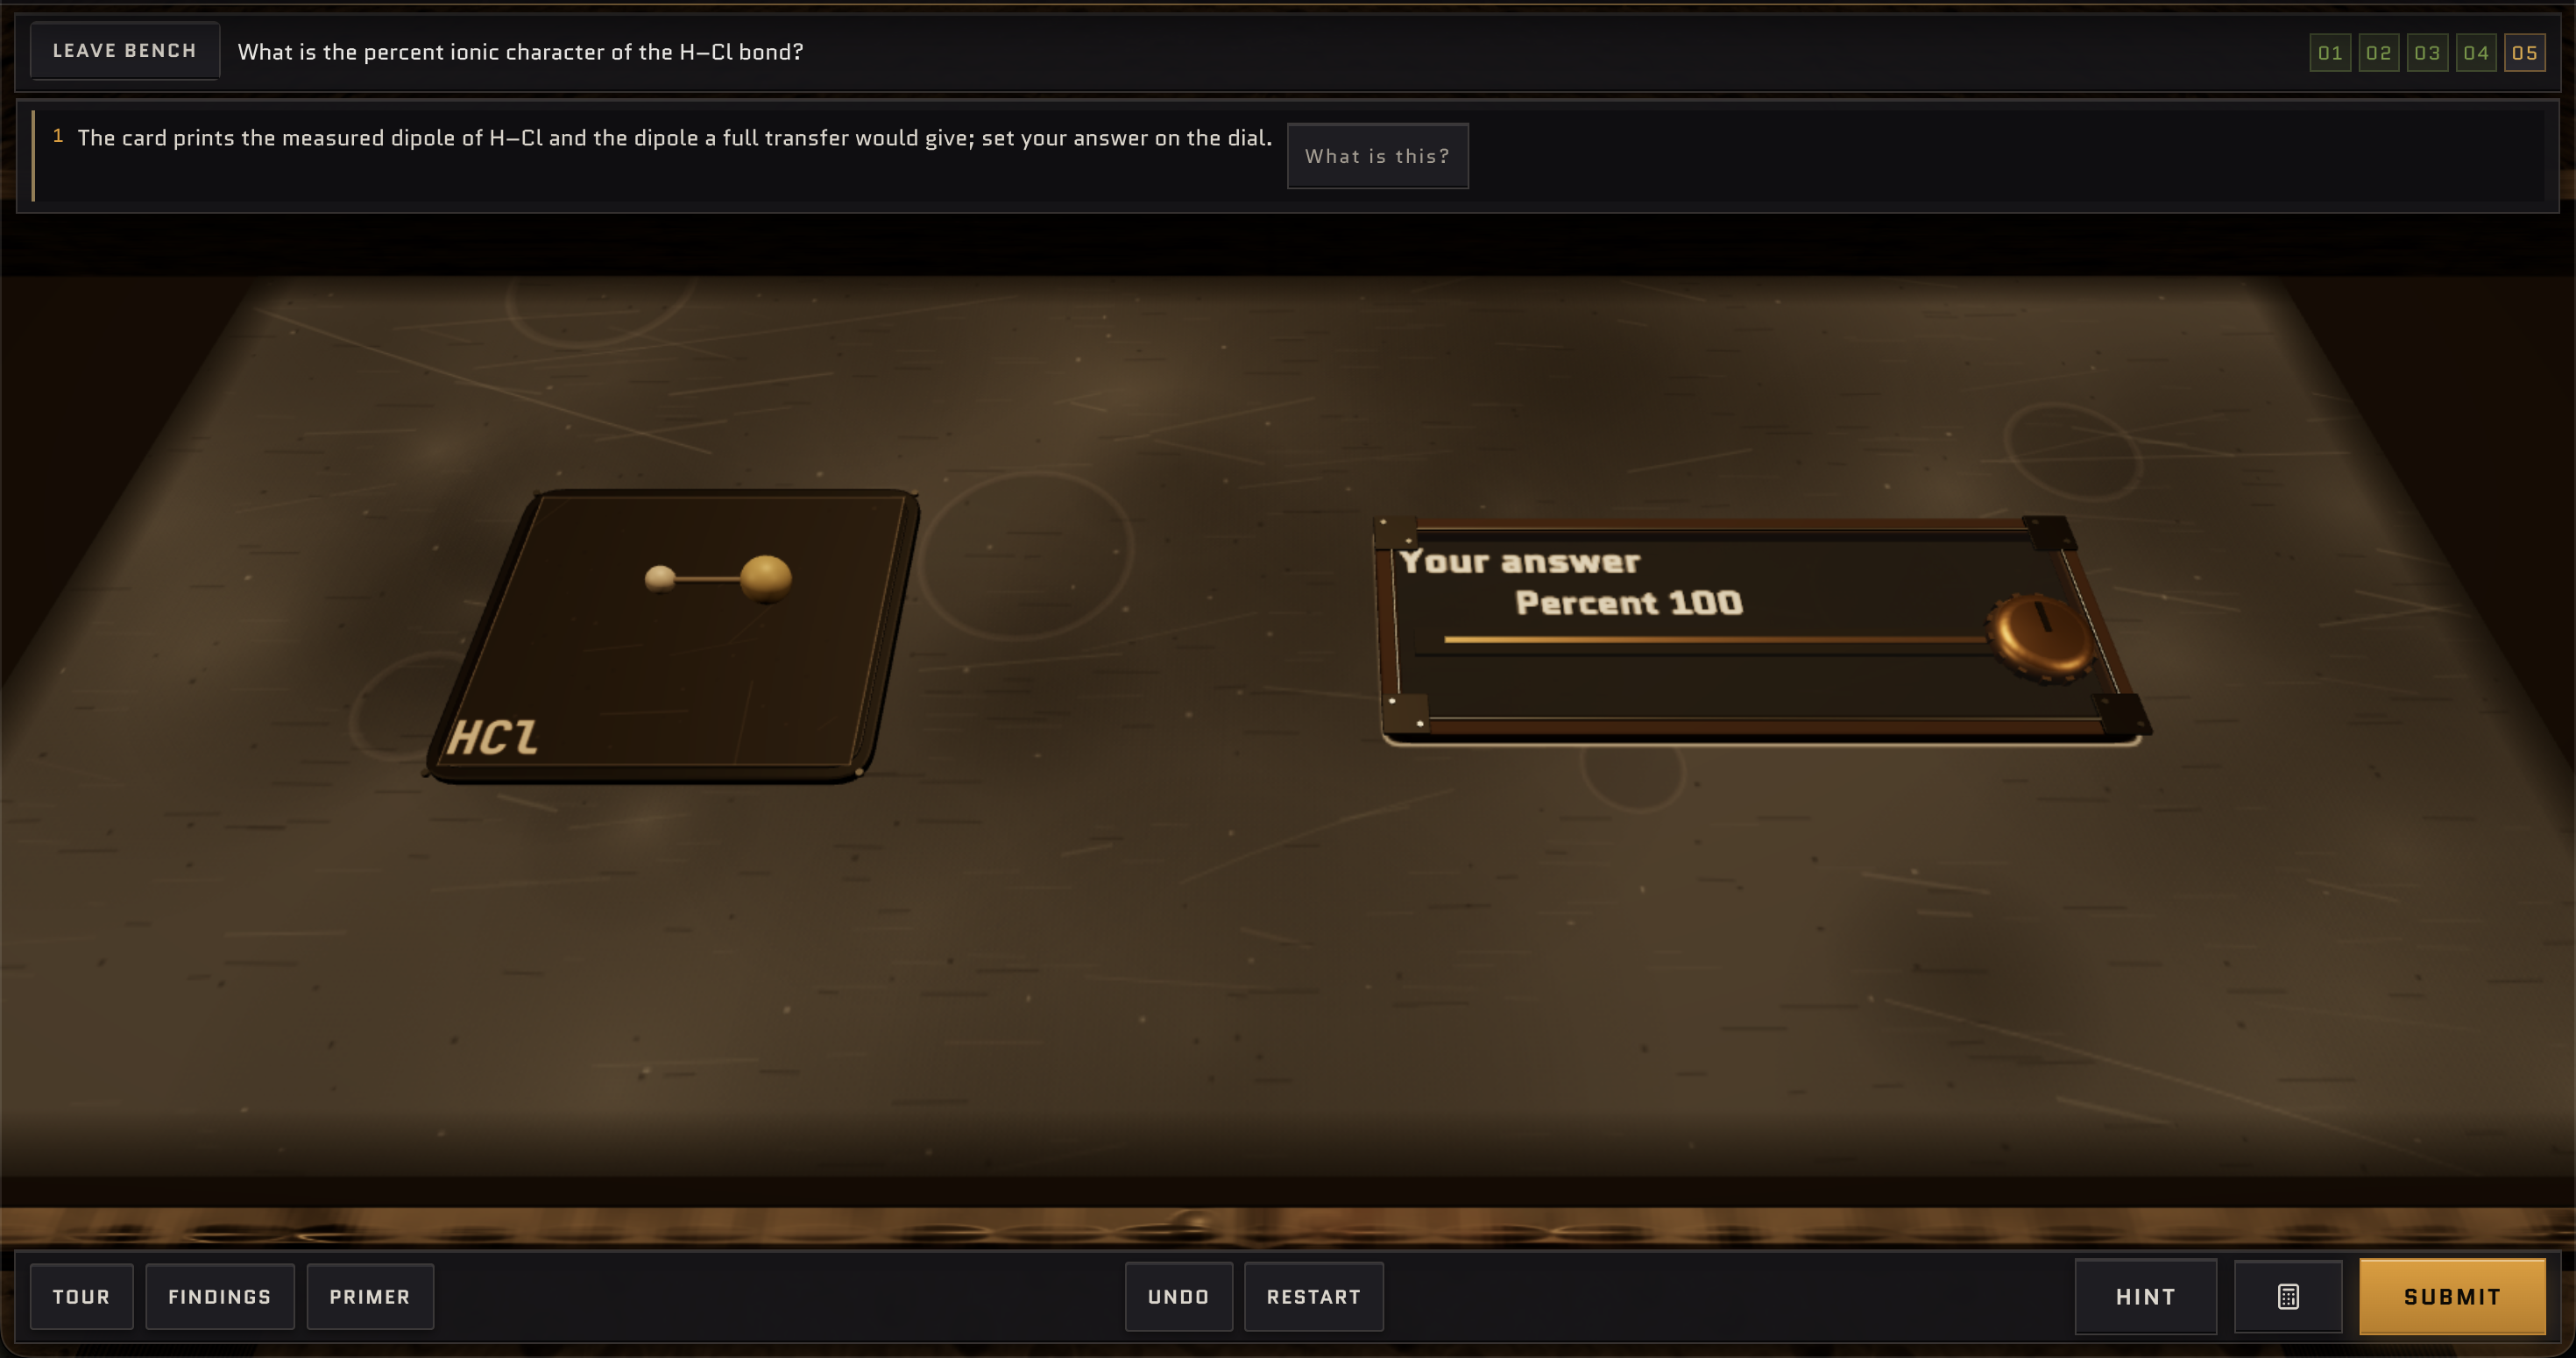 LEAVE BENCH
What is the percent ionic character of the H–Cl bond?
01 02 03 04 05
1 The card prints the measured dipole of H–Cl and the dipole a full transfer would give; set your answer on the dial.
What is this?
Your answer
Percent 100
HCl
TOUR
FINDINGS
PRIMER
UNDO
RESTART
HINT
SUBMIT